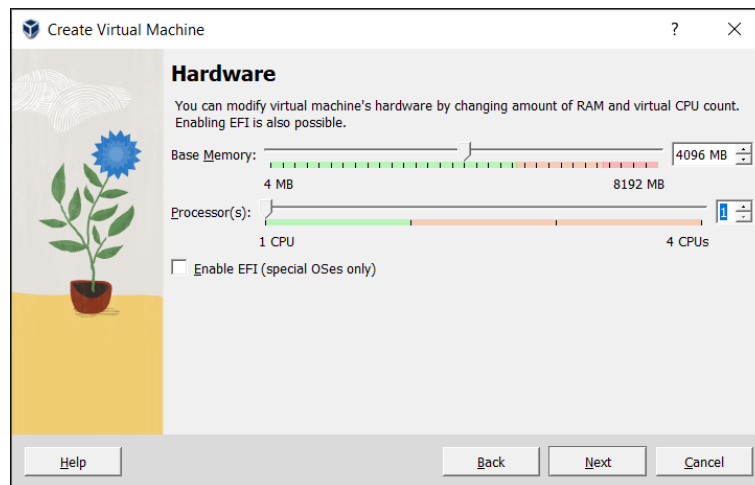 Create Virtual Machine
?
Hardware
You can modify virtual machine's hardware by changing amount of RAM and virtual CPU count.
Enabling EFI is also possible.
Base Memory: 4096 MB
4 MB 8192 MB
Processor(s): 1
1 CPU 4 CPUs
Enable EFI (special OSes only)
Help Back Next Cancel